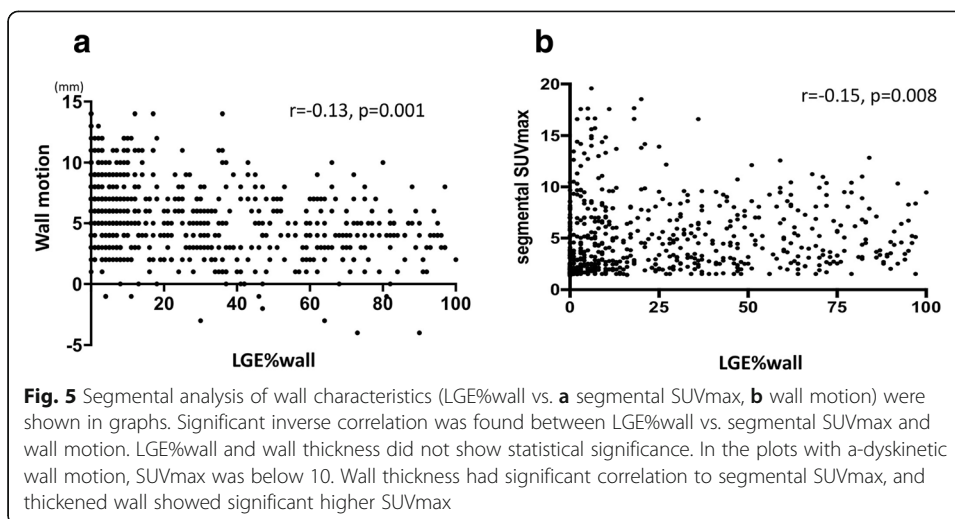 a
b
(mm)
15
10
5
0
-5
Wall motion
r=-0.13, p=0.001
20 40 60 80 100
LGE%wall
20
15
10
5
0
segmental SUVmax
r=-0.15, p=0.008
0 25 50 75 100
LGE%wall
Fig. 5 Segmental analysis of wall characteristics (LGE%wall vs. a segmental SUVmax, b wall motion) were
shown in graphs. Significant inverse correlation was found between LGE%wall vs. segmental SUVmax and
wall motion. LGE%wall and wall thickness did not show statistical significance. In the plots with a-dyskinetic
wall motion, SUVmax was below 10. Wall thickness had significant correlation to segmental SUVmax, and
thickened wall showed significant higher SUVmax